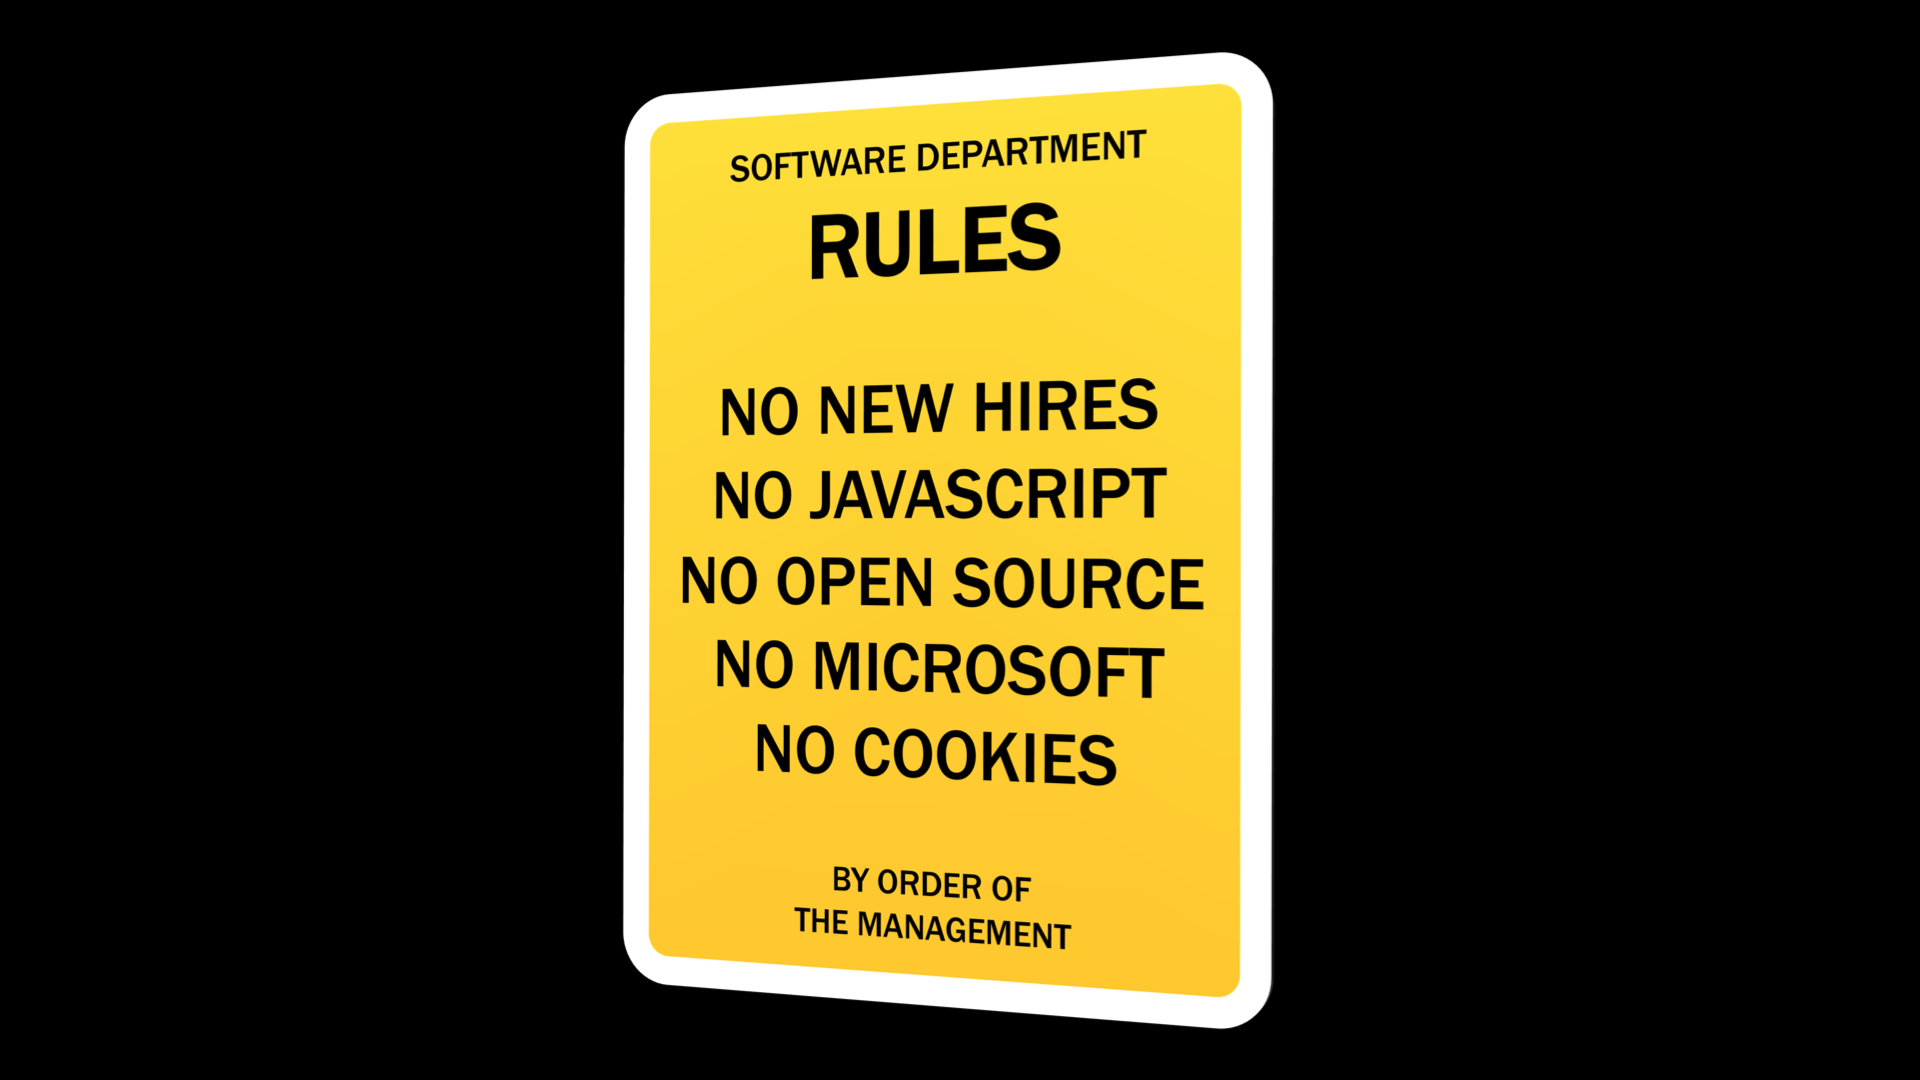 SOFTWARE DEPARTMENT
RULES
NO NEW HIRES
NO JAVASCRIPT
NO OPEN SOURCE
NO MICROSOFT
NO COOKIES
BY ORDER OF
THE MANAGEMENT